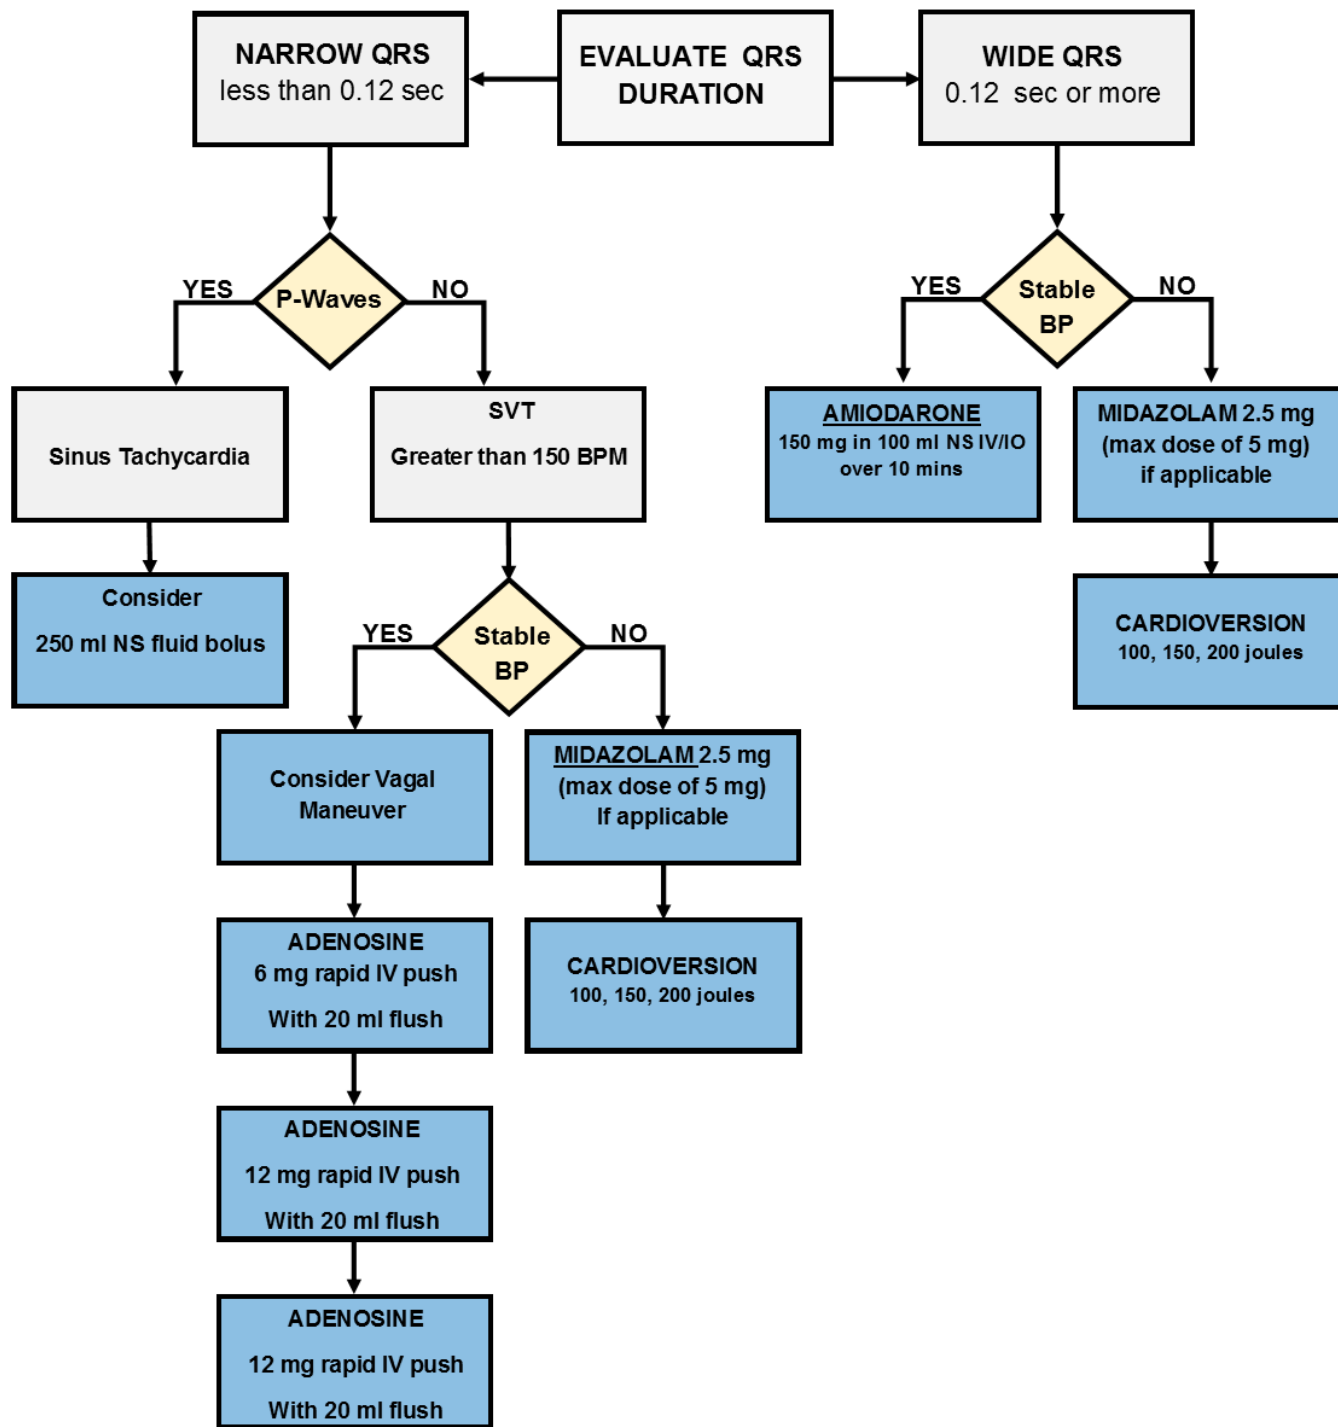 NARROW QRS
less than 0.12 sec
EVALUATE QRS
DURATION
WIDE QRS
0.12 sec or more
YES
P-Waves
NO
YES
Stable
BP
NO
Sinus Tachycardia
SVT
Greater than 150 BPM
AMIODARONE
150 mg in 100 ml NS IV/IO
over 10 mins
MIDAZOLAM 2.5 mg
(max dose of 5 mg)
if applicable
Consider
250 ml NS fluid bolus
YES
Stable
BP
NO
CARDIOVERSION
100, 150, 200 joules
Consider Vagal
Maneuver
MIDAZOLAM 2.5 mg
(max dose of 5 mg)
If applicable
ADENOSINE
6 mg rapid IV push
With 20 ml flush
CARDIOVERSION
100, 150, 200 joules
ADENOSINE
12 mg rapid IV push
With 20 ml flush
ADENOSINE
12 mg rapid IV push
With 20 ml flush